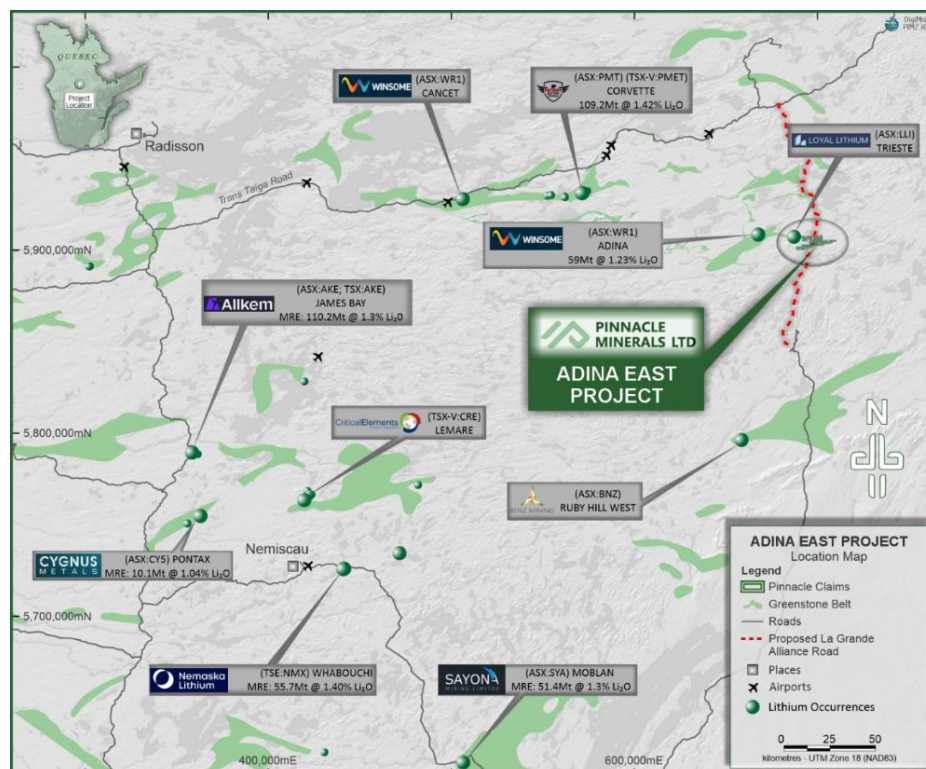 QUEBEC
Project
Location
Radisson
Trans Taiga Road
WINSOME
(ASX:WR1)
CANCET
(ASX:PMT) (TSX-V:PMET)
CORVETTE
109.2Mt @ 1.42% Li₂O
LOYAL LITHIUM
(ASX:LLI)
TRIESTE
5,900,000mN
WINSOME
(ASX:WR1)
ADINA
59Mt @ 1.23% Li₂O
Allkem
(ASX:AKE; TSX:AKE)
JAMES BAY
MRE: 110.2Mt @ 1.3% Li₂0
PINNACLE
MINERALS LTD
ADINA EAST
PROJECT
5,800,000mN
CriticalElements
(TSX-V:CRE)
LEMARE
N
BENZ MINING
(ASX:BNZ)
RUBY HILL WEST
CYGNUS
METALS
(ASX:CY5) PONTAX
MRE: 10.1Mt @ 1.04% Li₂O
Nemiscau
5,700,000mN
Nemaska
Lithium
(TSE:NMX) WHABOUCHI
MRE: 55.7Mt @ 1.40% Li₂O
SAYONA
MINING LIMITED
(ASX:SYA) MOBLAN
MRE: 51.4Mt @ 1.3% Li₂O
400,000mE
600,000mE
ADINA EAST PROJECT
Location Map
Legend
Pinnacle Claims
Greenstone Belt
Roads
Proposed La Grande
Alliance Road
Places
Airports
Lithium Occurrences
0 25 50
kilometres - UTM Zone 18 (NAD83)